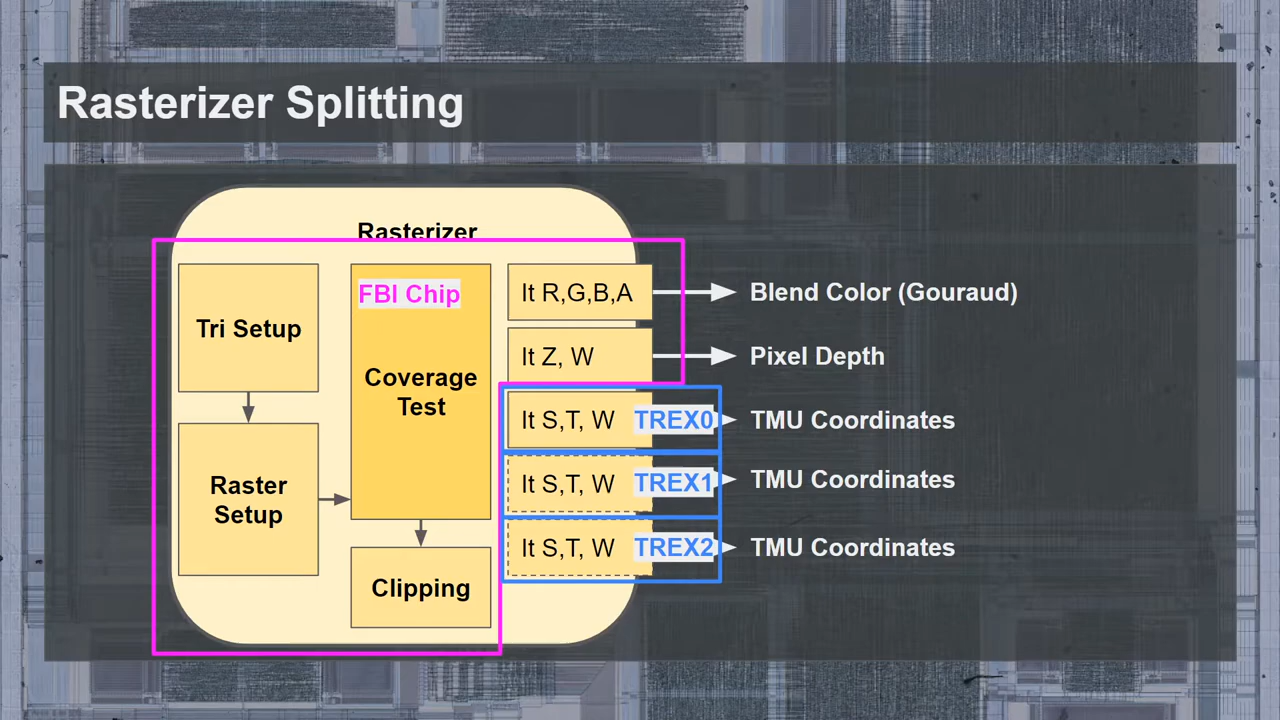 Rasterizer Splitting
Rasterizer
Tri Setup
Raster
Setup
FBI Chip
Coverage
Test
Clipping
It R,G,B,A
Blend Color (Gouraud)
It Z, W
Pixel Depth
It S,T, W
TREX0
TMU Coordinates
It S,T, W
TREX1
TMU Coordinates
It S,T, W
TREX2
TMU Coordinates